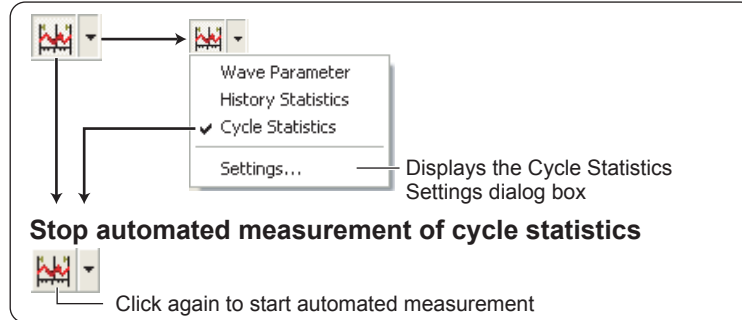 Wave Parameter
History Statistics
Cycle Statistics
Settings...
Displays the Cycle Statistics
Settings dialog box
Stop automated measurement of cycle statistics
Click again to start automated measurement